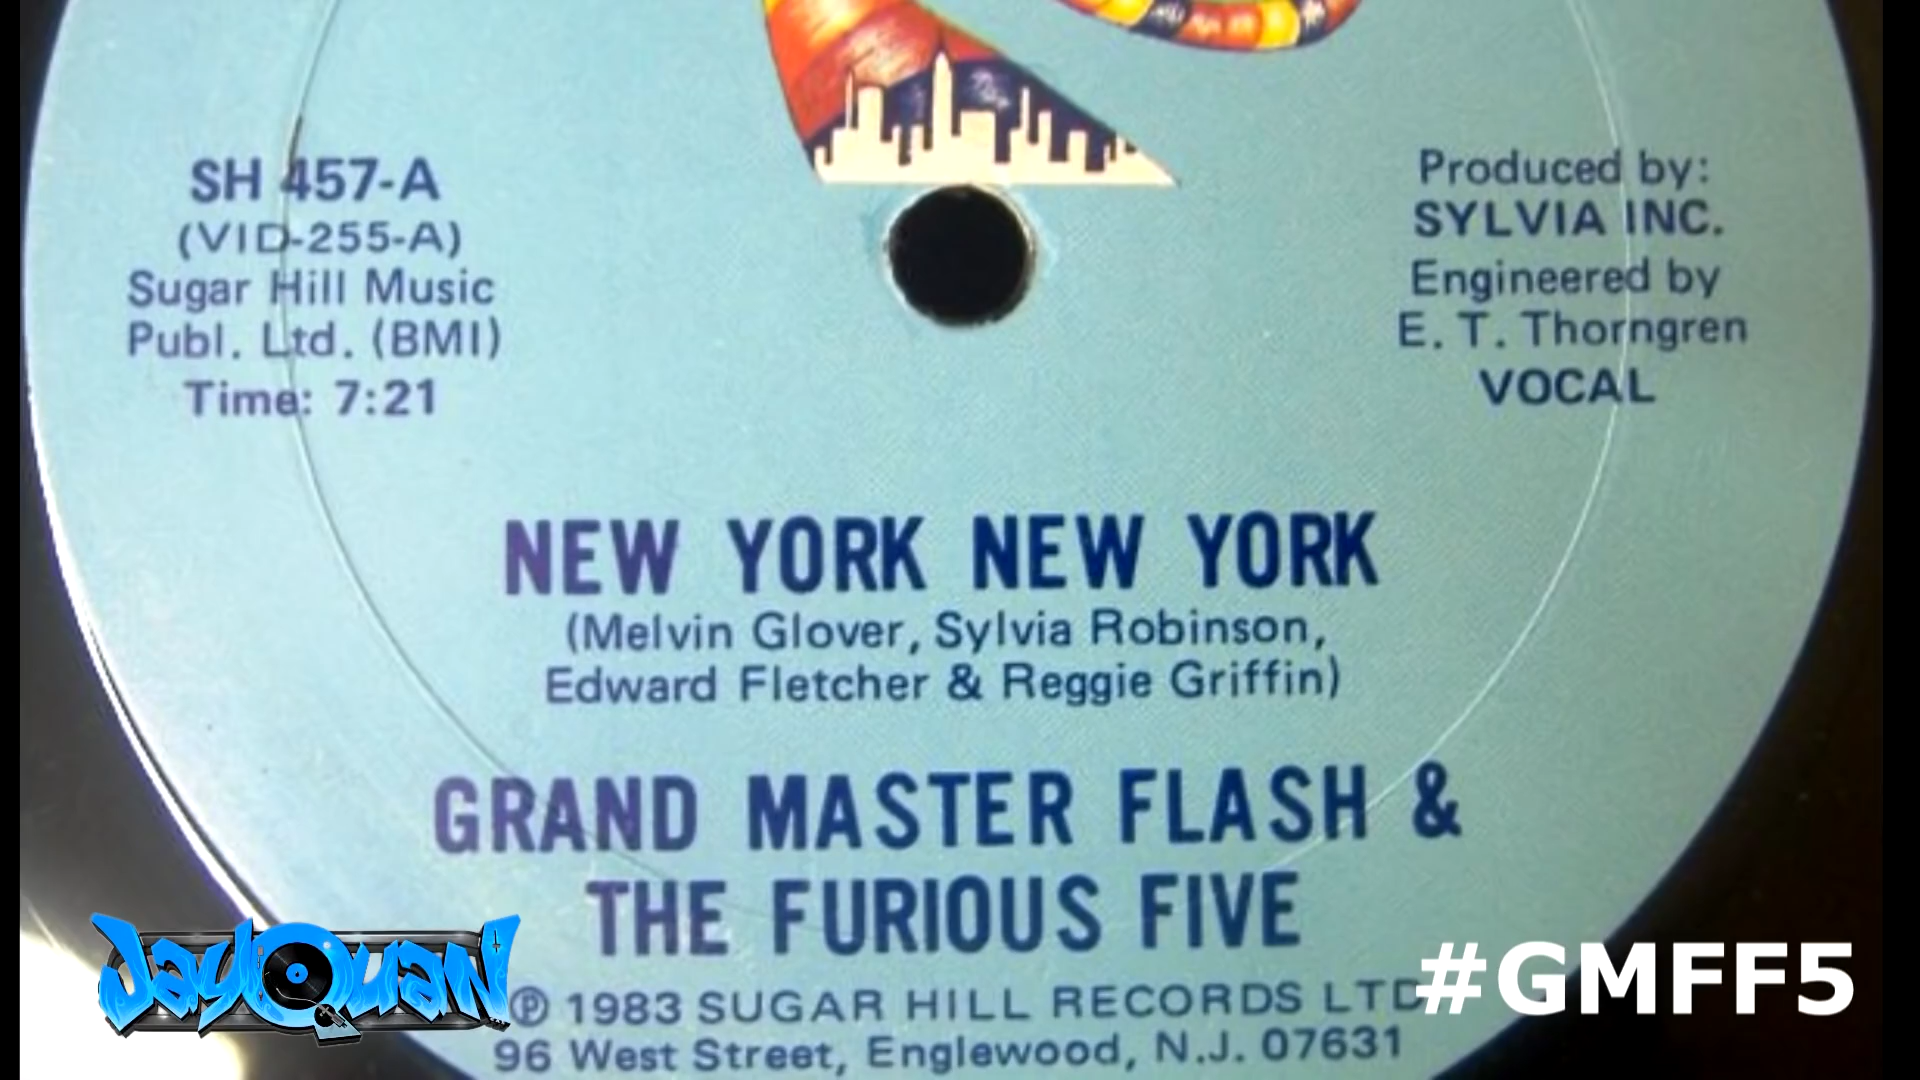 SH 457-A
(VID-255-A)
Sugar Hill Music
Publ. Ltd. (BMI)
Time: 7:21
Produced by:
SYLVIA INC.
Engineered by
E. T. Thorngren
VOCAL
NEW YORK NEW YORK
(Melvin Glover, Sylvia Robinson,
Edward Fletcher & Reggie Griffin)
GRAND MASTER FLASH &
THE FURIOUS FIVE
℗ 1983 SUGAR HILL RECORDS LTD
96 West Street, Englewood, N.J. 07631
JayQuan
#GMFF5